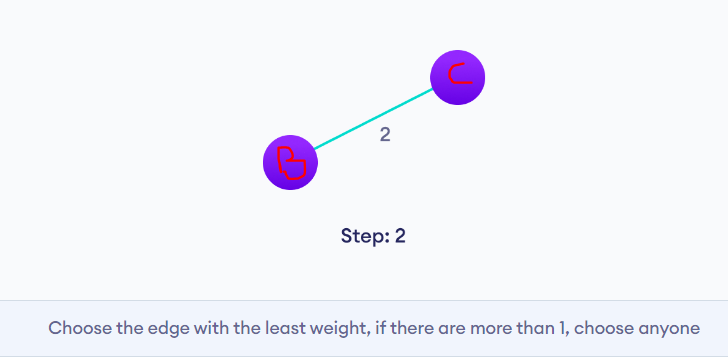 C
2
B
Step: 2
Choose the edge with the least weight, if there are more than 1, choose anyone